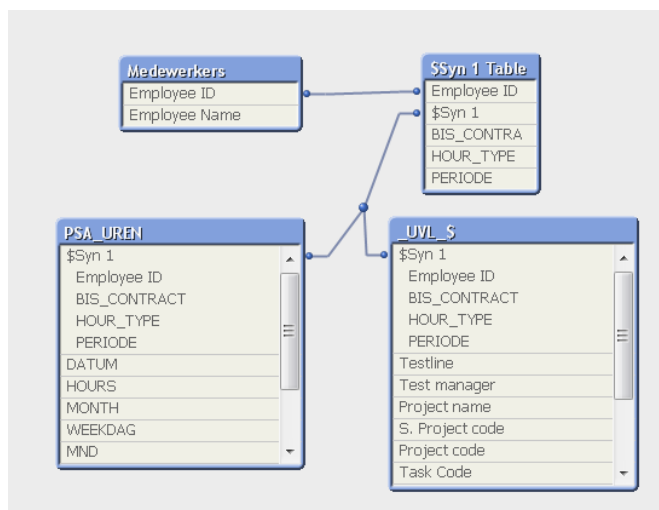 Medewerkers
Employee ID
Employee Name
$Syn 1 Table
Employee ID
$Syn 1
BIS_CONTRA
HOUR_TYPE
PERIODE
PSA_UREN
$Syn 1
Employee ID
BIS_CONTRACT
HOUR_TYPE
PERIODE
DATUM
HOURS
MONTH
WEEKDAG
MND
_UVL_S
$Syn 1
Employee ID
BIS_CONTRACT
HOUR_TYPE
PERIODE
Testline
Test manager
Project name
S. Project code
Project code
Task Code